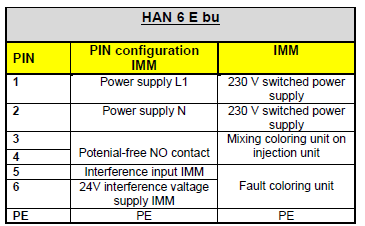 HAN 6 E bu
PIN
PIN configuration
IMM
IMM
1
Power supply L1
230 V switched power
supply
2
Power supply N
230 V switched power
supply
3
4
Potenial-free NO contact
Mixing coloring unit on
injection unit
5
Interference input IMM
6
24V interference valtage
supply IMM
Fault coloring unit
PE
PE
PE